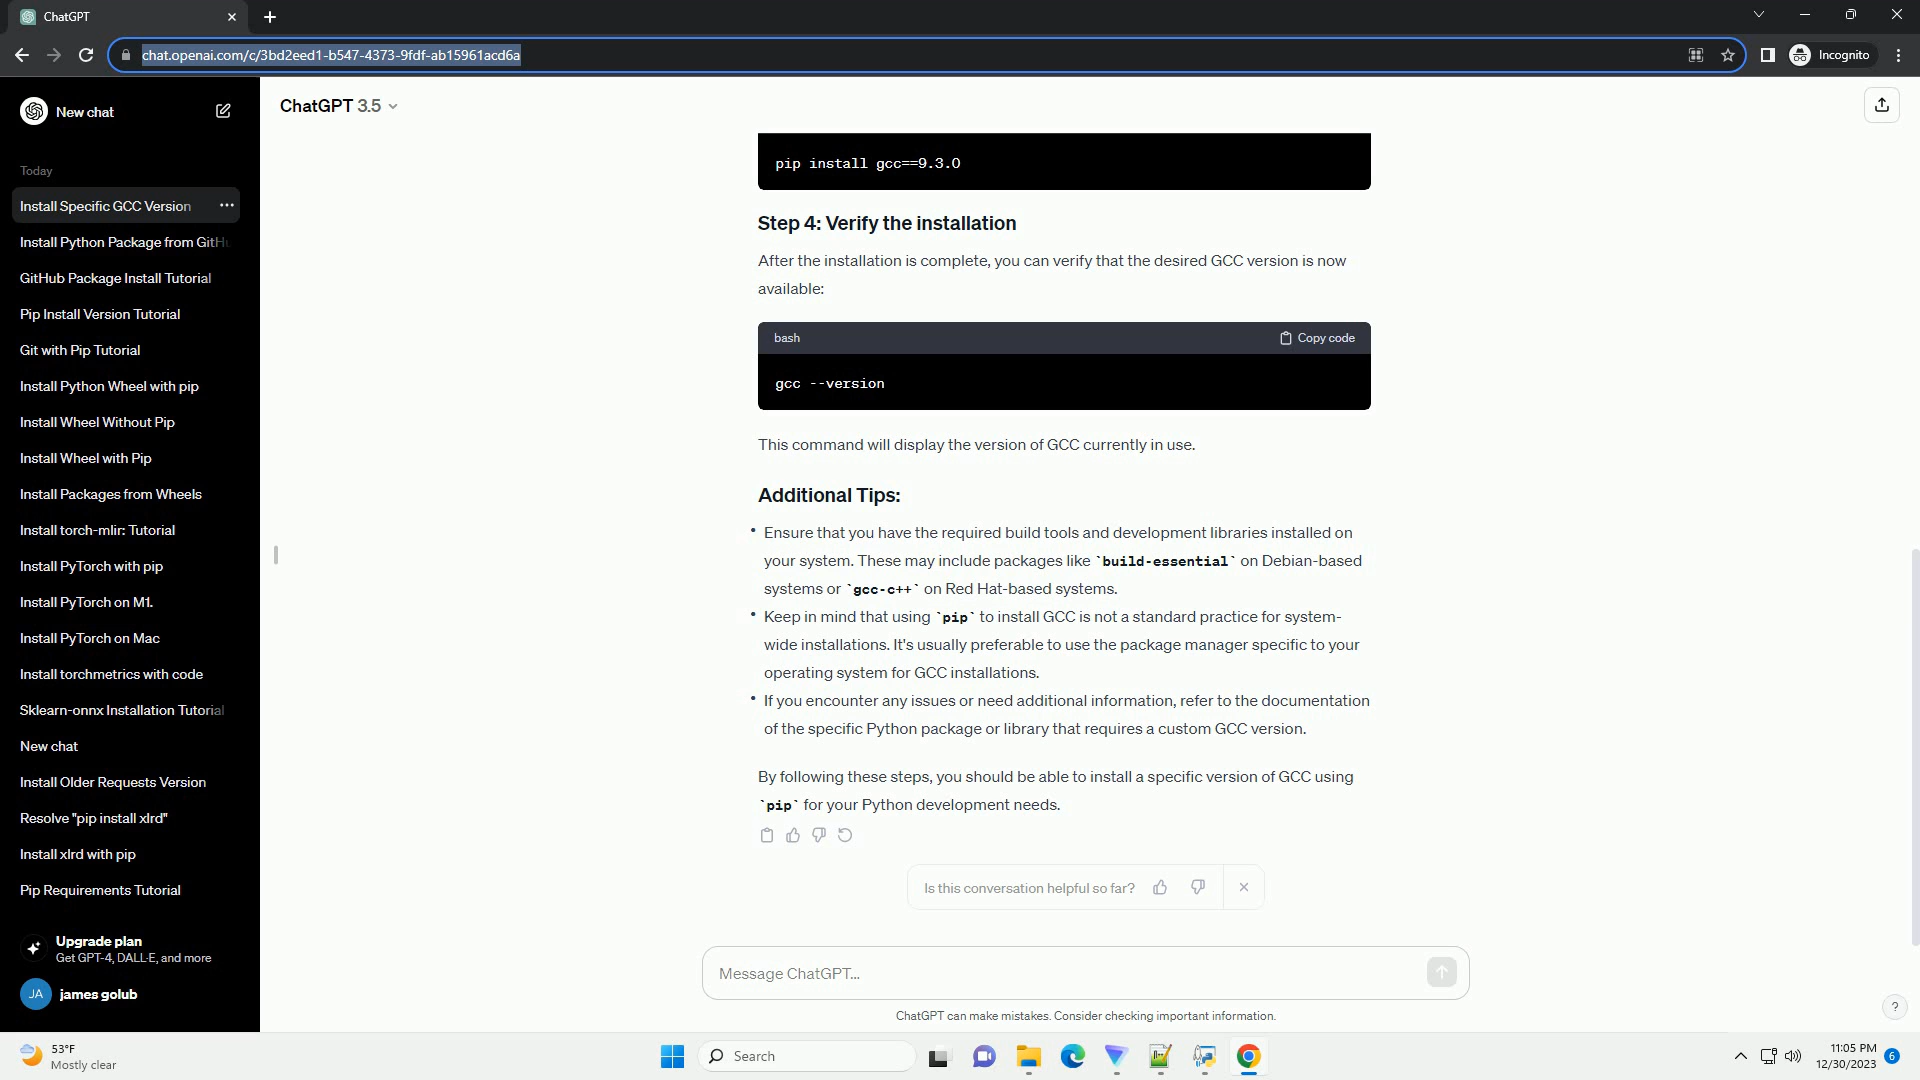 ChatGPT
chat.openai.com/c/3bd2eed1-b547-4373-9fdf-ab15961acd6a
Incognito
New chat
Today
Install Specific GCC Version
Install Python Package from GitHu
GitHub Package Install Tutorial
Pip Install Version Tutorial
Git with Pip Tutorial
Install Python Wheel with pip
Install Wheel Without Pip
Install Wheel with Pip
Install Packages from Wheels
Install torch-mlir: Tutorial
Install PyTorch with pip
Install PyTorch on M1.
Install PyTorch on Mac
Install torchmetrics with code
Sklearn-onnx Installation Tutorial
New chat
Install Older Requests Version
Resolve "pip install xlrd"
Install xlrd with pip
Pip Requirements Tutorial
Upgrade plan
Get GPT-4, DALL·E, and more
JA james golub
ChatGPT 3.5
pip install gcc==9.3.0
Step 4: Verify the installation
After the installation is complete, you can verify that the desired GCC version is now
available:
bash Copy code
gcc --version
This command will display the version of GCC currently in use.
Additional Tips:
• Ensure that you have the required build tools and development libraries installed on
your system. These may include packages like `build-essential` on Debian-based
systems or `gcc-c++` on Red Hat-based systems.
• Keep in mind that using `pip` to install GCC is not a standard practice for system-
wide installations. It's usually preferable to use the package manager specific to your
operating system for GCC installations.
• If you encounter any issues or need additional information, refer to the documentation
of the specific Python package or library that requires a custom GCC version.
By following these steps, you should be able to install a specific version of GCC using
`pip` for your Python development needs.
Is this conversation helpful so far?
Message ChatGPT...
ChatGPT can make mistakes. Consider checking important information.
?
53°F
Mostly clear
Search
11:05 PM
12/30/2023
6